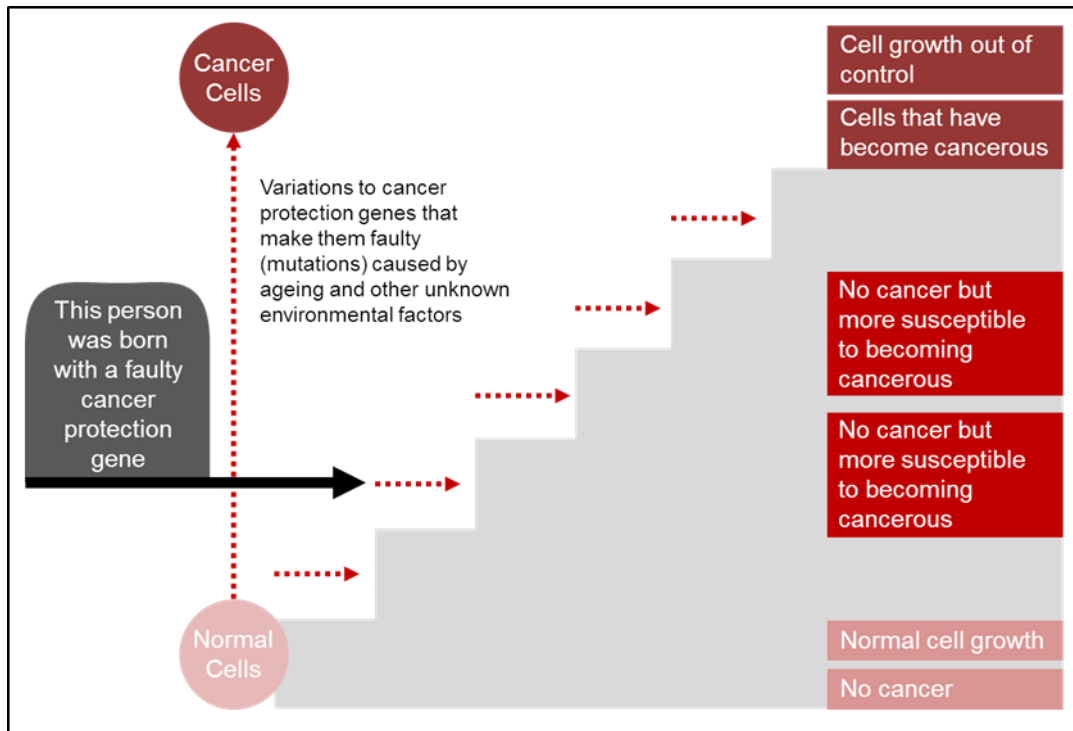 Cancer
Cells
Variations to cancer
protection genes that
make them faulty
(mutations) caused by
ageing and other unknown
environmental factors
This person
was born
with a faulty
cancer
protection
gene
Normal
Cells
Cell growth out of
control
Cells that have
become cancerous
No cancer but
more susceptible
to becoming
cancerous
No cancer but
more susceptible
to becoming
cancerous
Normal cell growth
No cancer